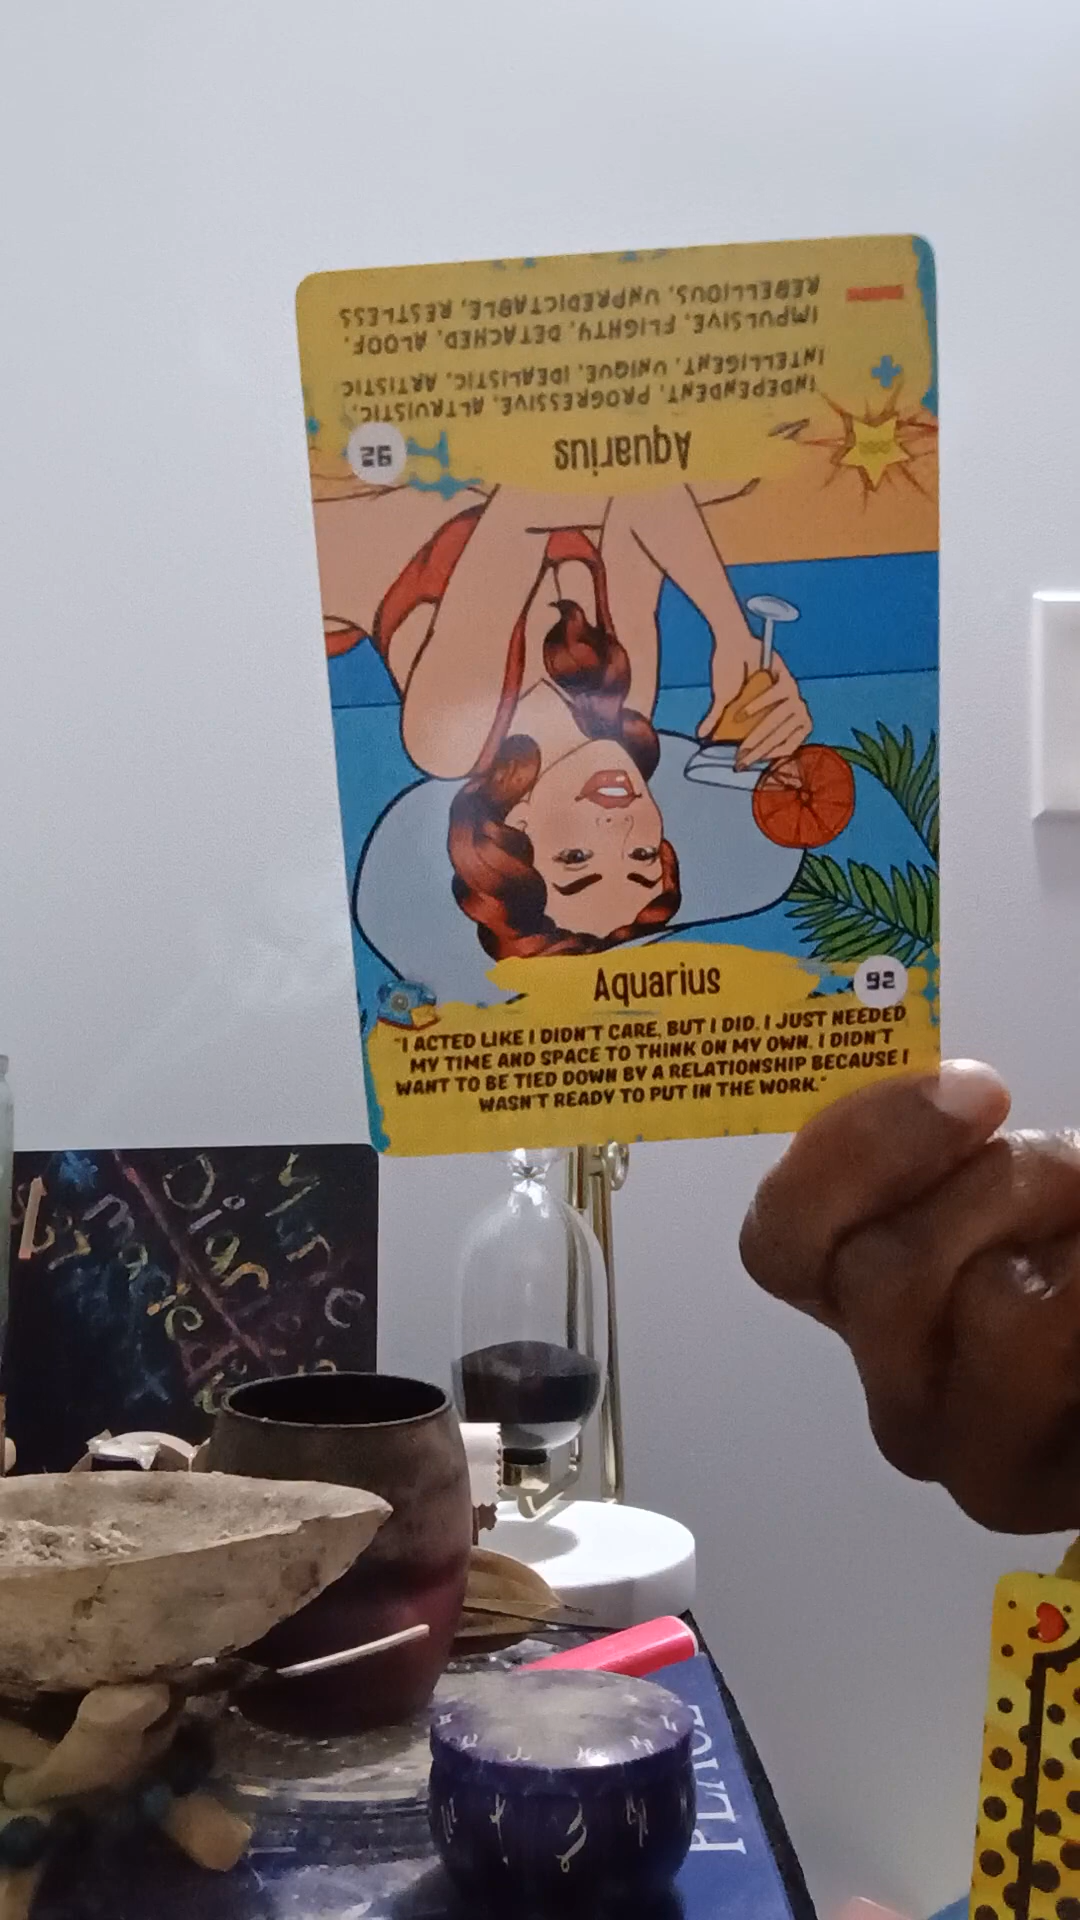 REBELLIOUS, UNPREDICTABLE, RESTLESS
IMPULSIVE, FLIGHTY, DETACHED, ALOOF,
INTELLIGENT, UNIQUE, IDEALISTIC, ARTISTIC
INDEPENDENT, PROGRESSIVE, ALTRUISTIC,
92
Aquarius
Aquarius
92
"I ACTED LIKE I DIDN'T CARE, BUT I DID. I JUST NEEDED
MY TIME AND SPACE TO THINK ON MY OWN. I DIDN'T
WANT TO BE TIED DOWN BY A RELATIONSHIP BECAUSE I
WASN'T READY TO PUT IN THE WORK."
PLACE